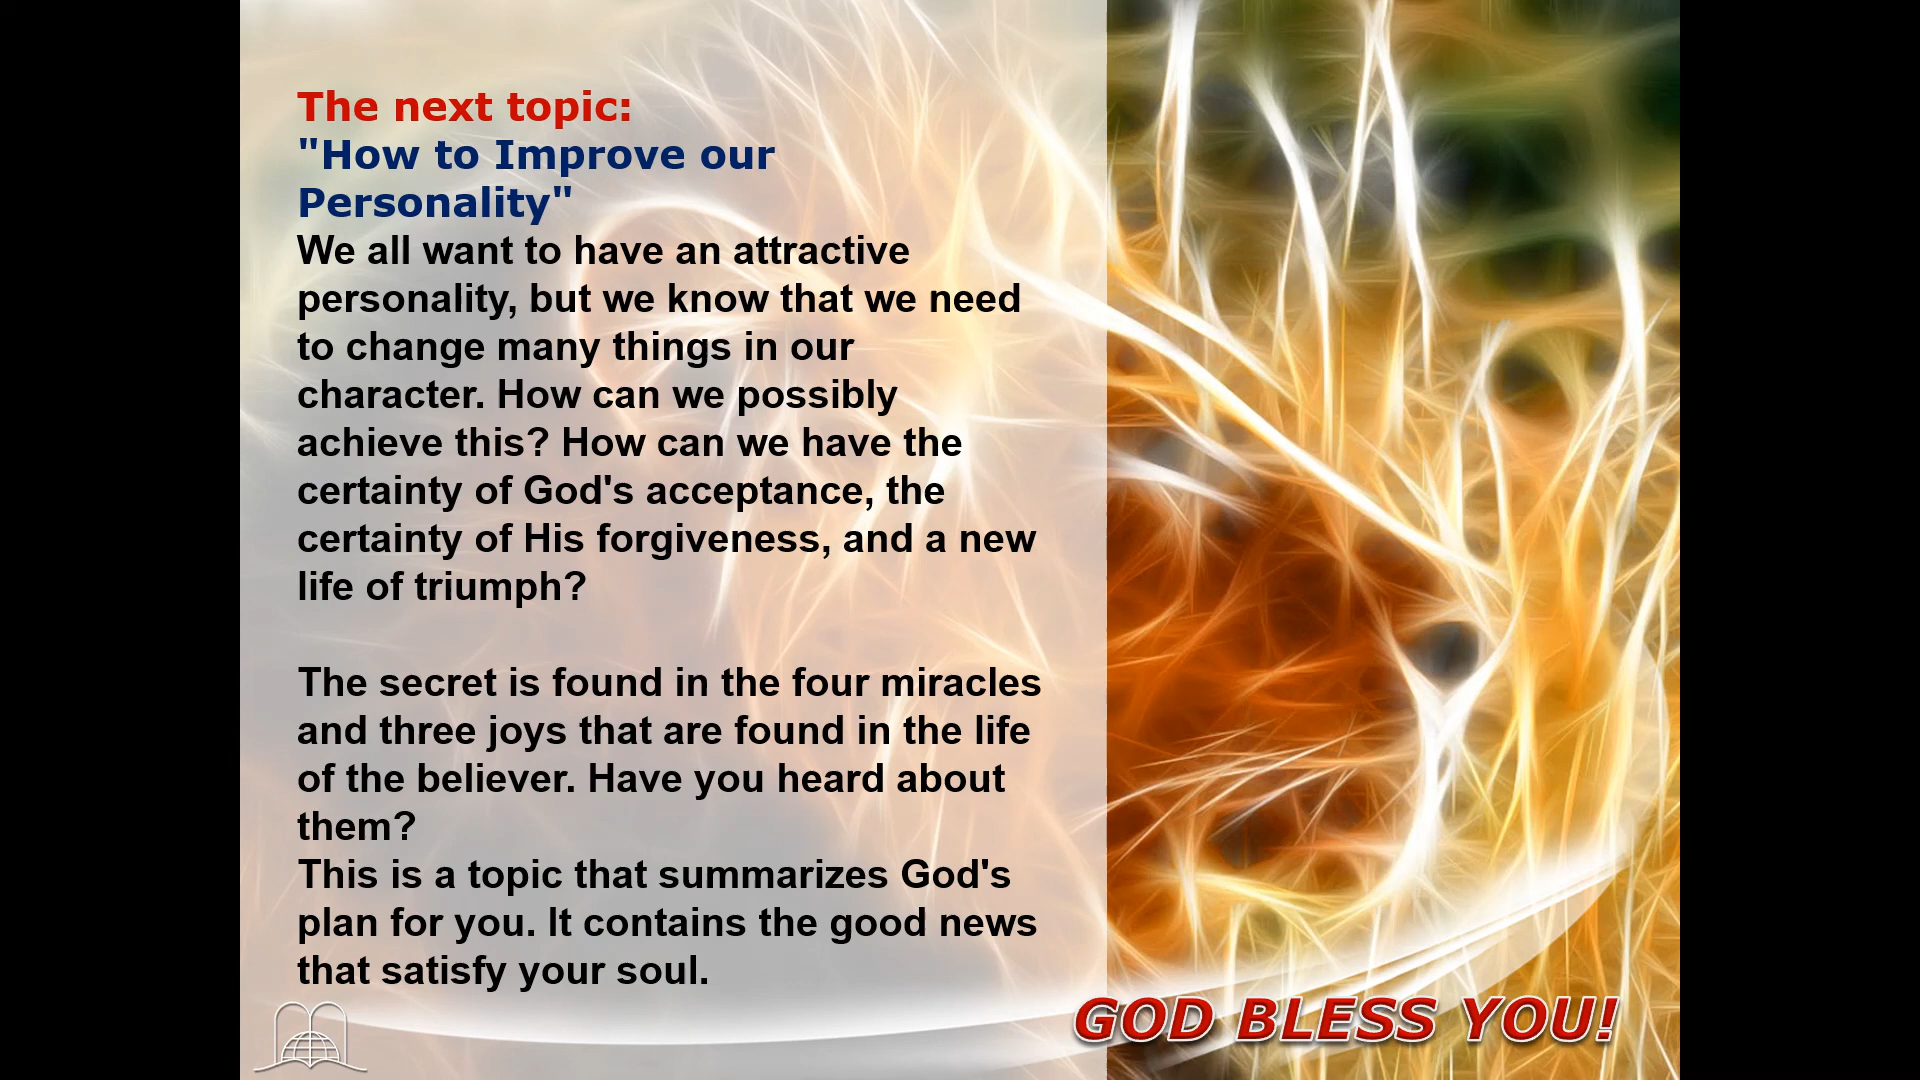 The next topic:
"How to Improve our
Personality"
We all want to have an attractive
personality, but we know that we need
to change many things in our
character. How can we possibly
achieve this? How can we have the
certainty of God's acceptance, the
certainty of His forgiveness, and a new
life of triumph?
The secret is found in the four miracles
and three joys that are found in the life
of the believer. Have you heard about
them?
This is a topic that summarizes God's
plan for you. It contains the good news
that satisfy your soul.
GOD BLESS YOU!